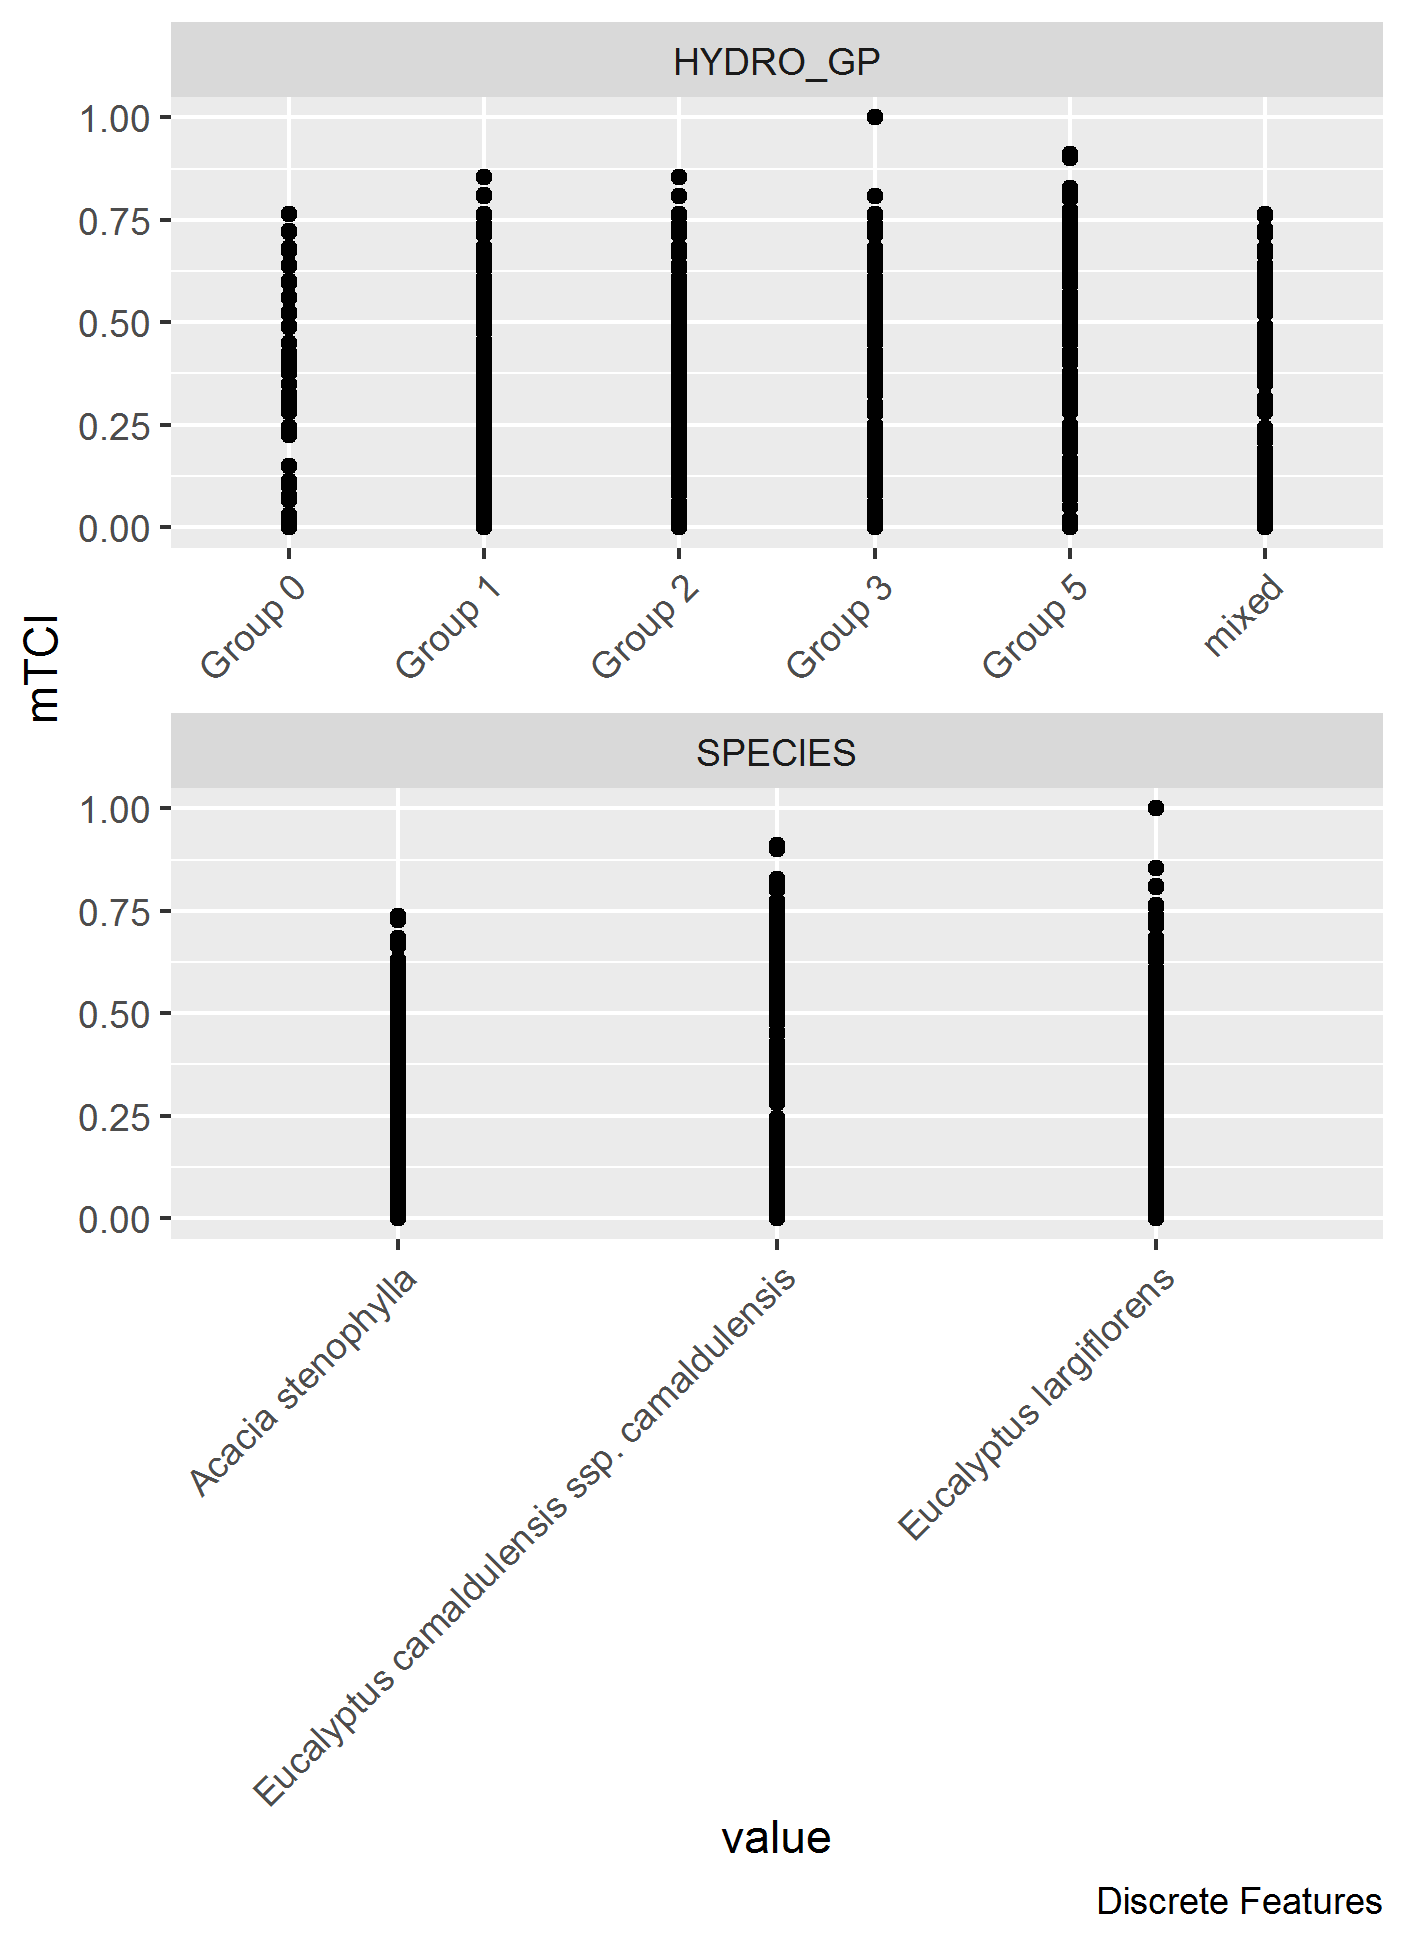 HYDRO_GP
1.00
0.75
0.50
0.25
0.00
Group 0
Group 1
Group 2
Group 3
Group 5
mixed
mTCI
SPECIES
1.00
0.75
0.50
0.25
0.00
Acacia stenophylla
Eucalyptus camaldulensis ssp. camaldulensis
Eucalyptus largiflorens
value
Discrete Features